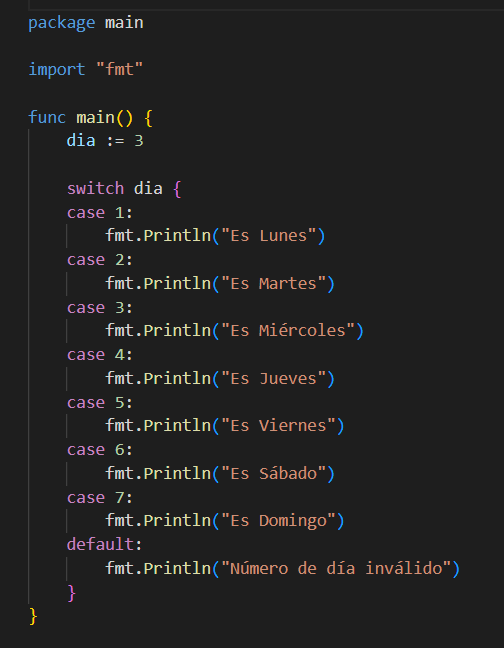 package main
import "fmt"
func main() {
dia := 3
switch dia {
case 1:
fmt.Println("Es Lunes")
case 2:
fmt.Println("Es Martes")
case 3:
fmt.Println("Es Miércoles")
case 4:
fmt.Println("Es Jueves")
case 5:
fmt.Println("Es Viernes")
case 6:
fmt.Println("Es Sábado")
case 7:
fmt.Println("Es Domingo")
default:
fmt.Println("Número de día inválido")
}
}